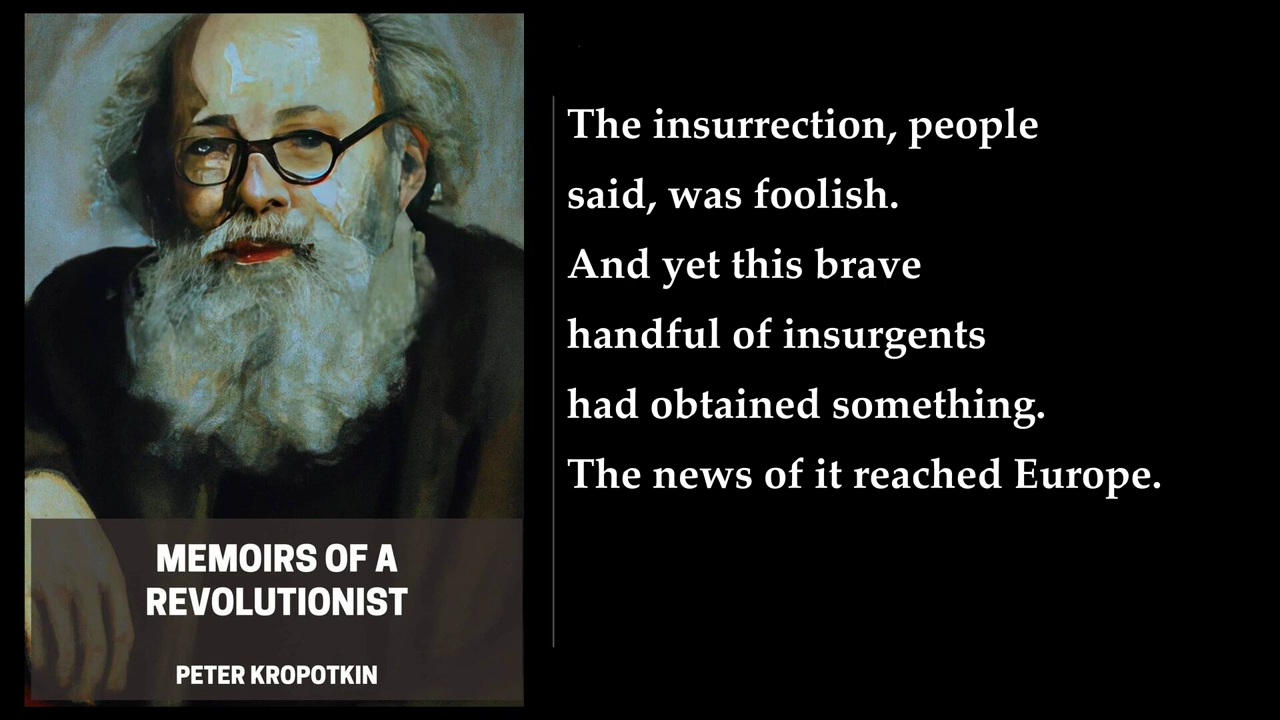 The insurrection, people
said, was foolish.
And yet this brave
handful of insurgents
had obtained something.
The news of it reached Europe.
MEMOIRS OF A
REVOLUTIONIST
PETER KROPOTKIN